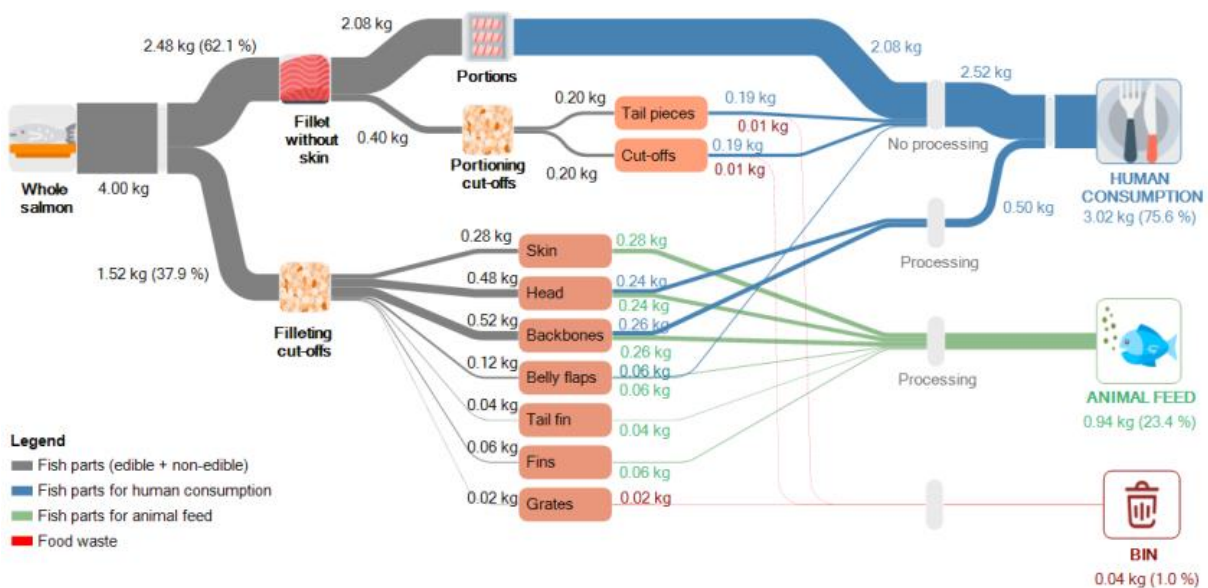 2.48 kg (62.1 %)
2.08 kg
Portions
2.08 kg
2.52 kg
Fillet
without
skin
0.40 kg
Portioning
cut-offs
0.20 kg
Tail pieces
0.19 kg
0.01 kg
0.20 kg
Cut-offs
0.19 kg
0.01 kg
No processing
Whole
salmon
4.00 kg
HUMAN
CONSUMPTION
3.02 kg (75.6 %)
0.50 kg
Processing
1.52 kg (37.9 %)
Filleting
cut-offs
0.28 kg
Skin
0.28 kg
0.48 kg
Head
0.24 kg
0.24 kg
0.52 kg
Backbones
0.26 kg
0.26 kg
0.12 kg
Belly flaps
0.06 kg
0.06 kg
0.04 kg
Tail fin
0.04 kg
0.06 kg
Fins
0.06 kg
0.02 kg
Grates
0.02 kg
Processing
ANIMAL FEED
0.94 kg (23.4 %)
BIN
0.04 kg (1.0 %)
Legend
Fish parts (edible + non-edible)
Fish parts for human consumption
Fish parts for animal feed
Food waste